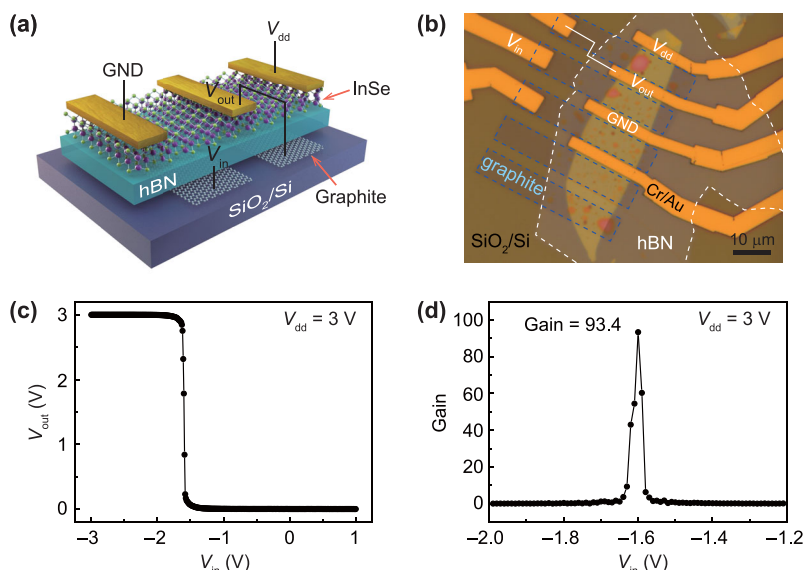 (a)
V_dd
GND
V_out
InSe
V_in
hBN
Graphite
SiO₂/Si
(b)
V_in
V_dd
V_out
GND
graphite
Cr/Au
SiO₂/Si
hBN
10 μm
(c)
V_dd = 3 V
3
2
1
0
V_out (V)
−3 −2 −1 0 1
V_in (V)
(d)
Gain = 93.4
V_dd = 3 V
100
80
60
40
20
0
Gain
−2.0 −1.8 −1.6 −1.4 −1.2
V_in (V)